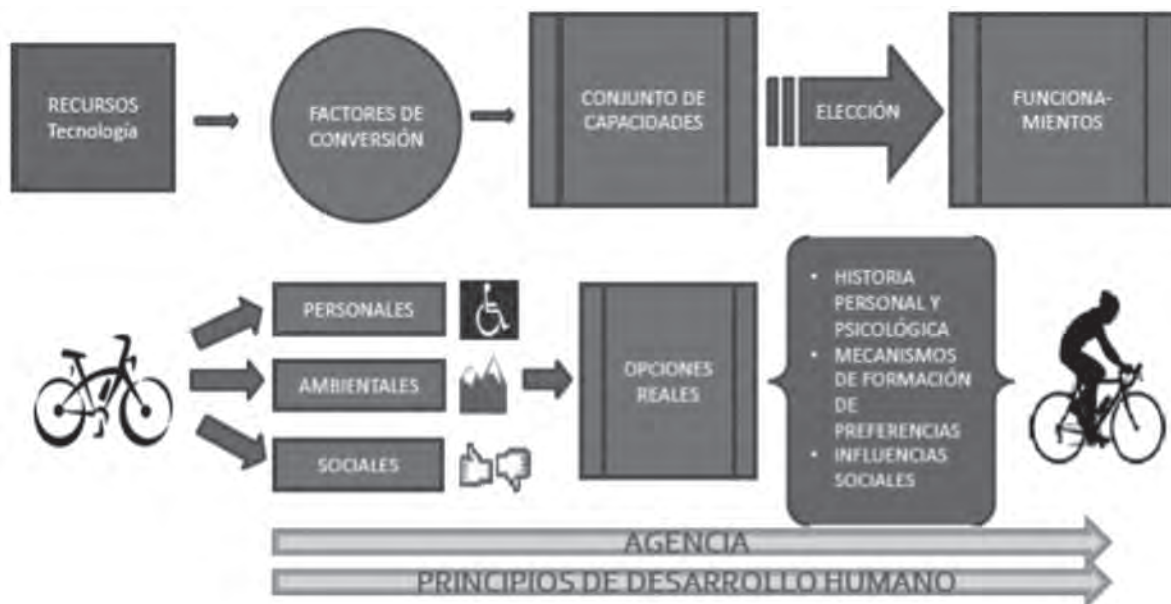 RECURSOS
Tecnología
FACTORES DE
CONVERSIÓN
CONJUNTO DE
CAPACIDADES
ELECCIÓN
FUNCIONA-
MIENTOS
PERSONALES
AMBIENTALES
SOCIALES
OPCIONES
REALES
• HISTORIA
PERSONAL Y
PSICOLÓGICA
• MECANISMOS
DE FORMACIÓN
DE
PREFERENCIAS
• INFLUENCIAS
SOCIALES
AGENCIA
PRINCIPIOS DE DESARROLLO HUMANO